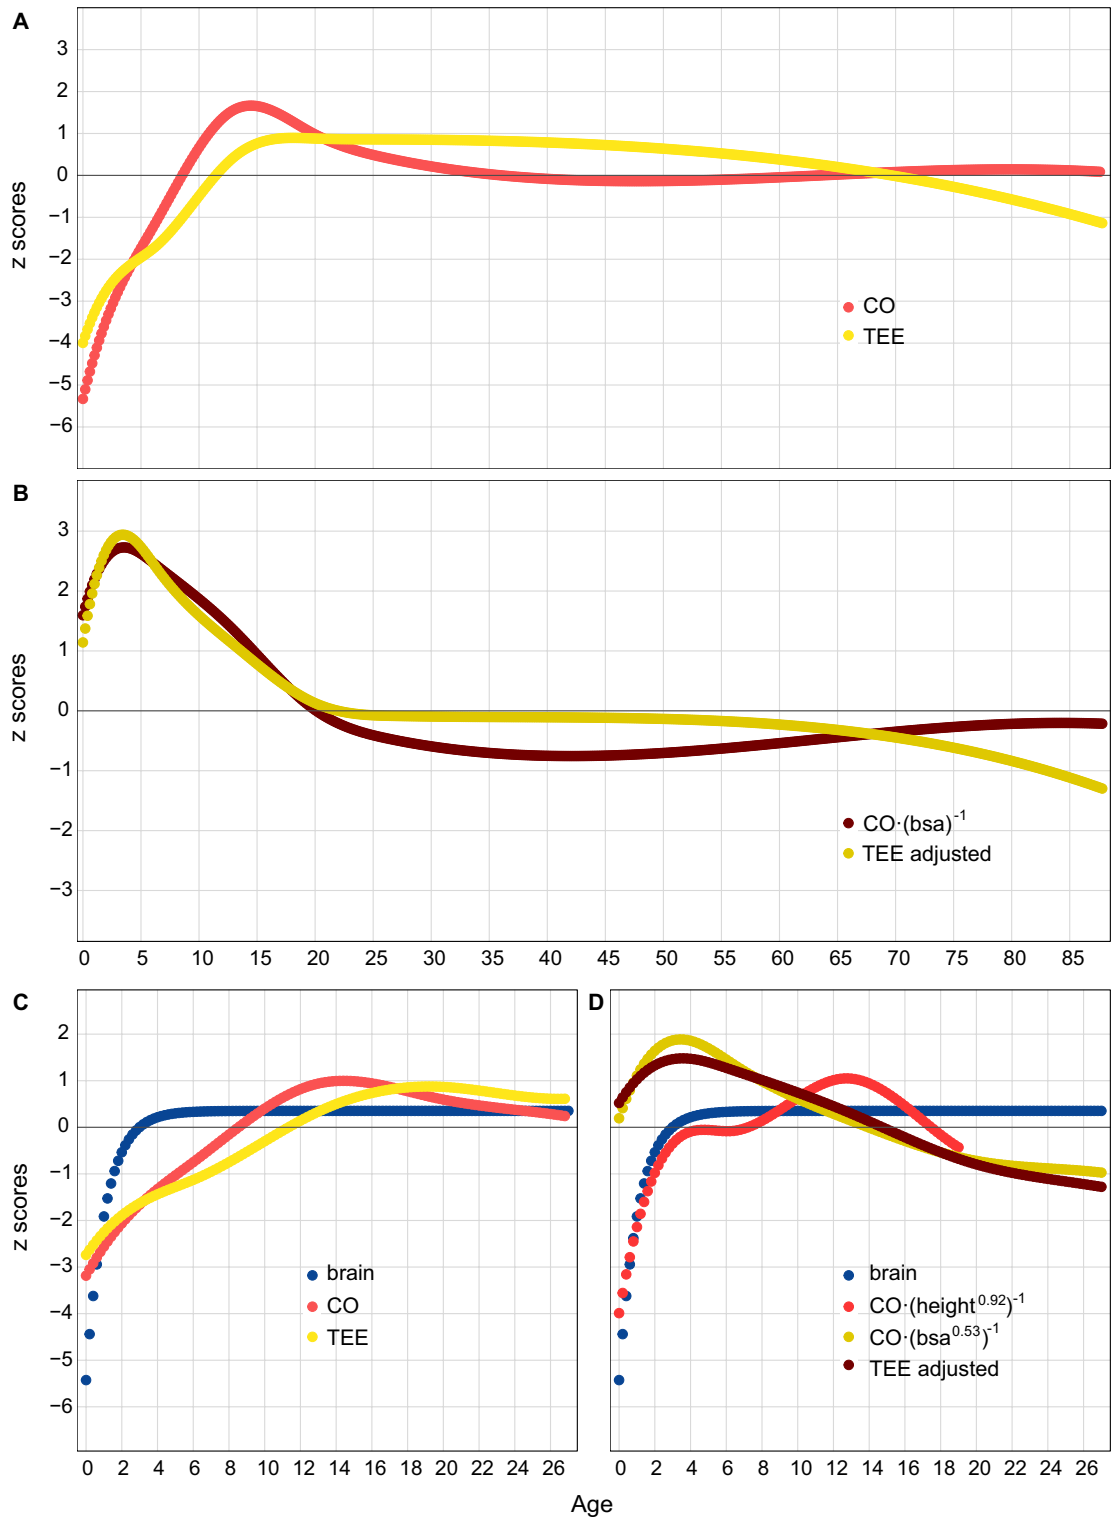 A
3
2
1
0
−1
−2
−3
−4
−5
−6
z scores
CO
TEE
B
3
2
1
0
−1
−2
−3
z scores
CO·(bsa)⁻¹
TEE adjusted
0 5 10 15 20 25 30 35 40 45 50 55 60 65 70 75 80 85
C
2
1
0
−1
−2
−3
−4
−5
−6
z scores
brain
CO
TEE
0 2 4 6 8 10 12 14 16 18 20 22 24 26
D
brain
CO·(height⁰·⁹²)⁻¹
CO·(bsa⁰·⁵³)⁻¹
TEE adjusted
0 2 4 6 8 10 12 14 16 18 20 22 24 26
Age